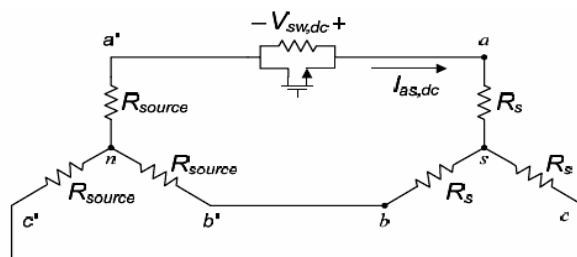 − V_sw,dc +
a'
a
I_as,dc
R_source
R_s
n
R_source
s
R_source
R_s
R_s
c'
b'
b
c